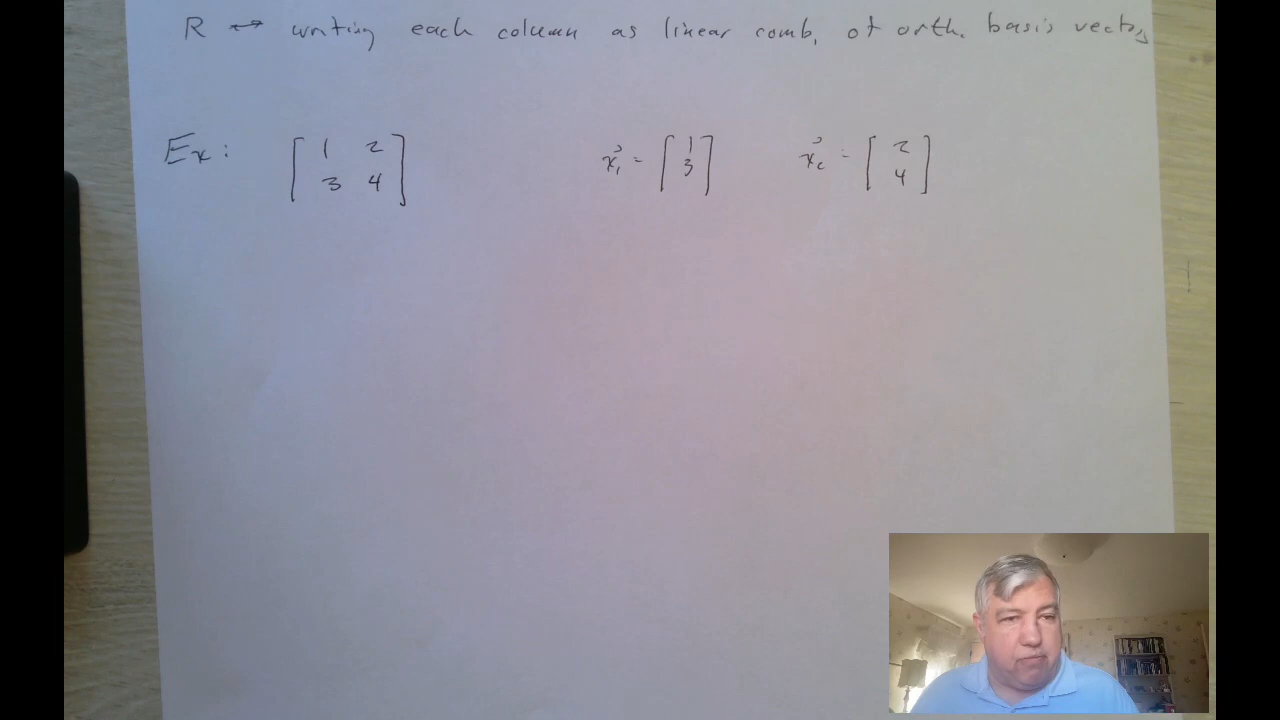 R ↔ writing each column as linear comb. of orth. basis vectors
Ex: [1 2; 3 4] x⃗₁ = [1; 3] x⃗₂ = [2; 4]